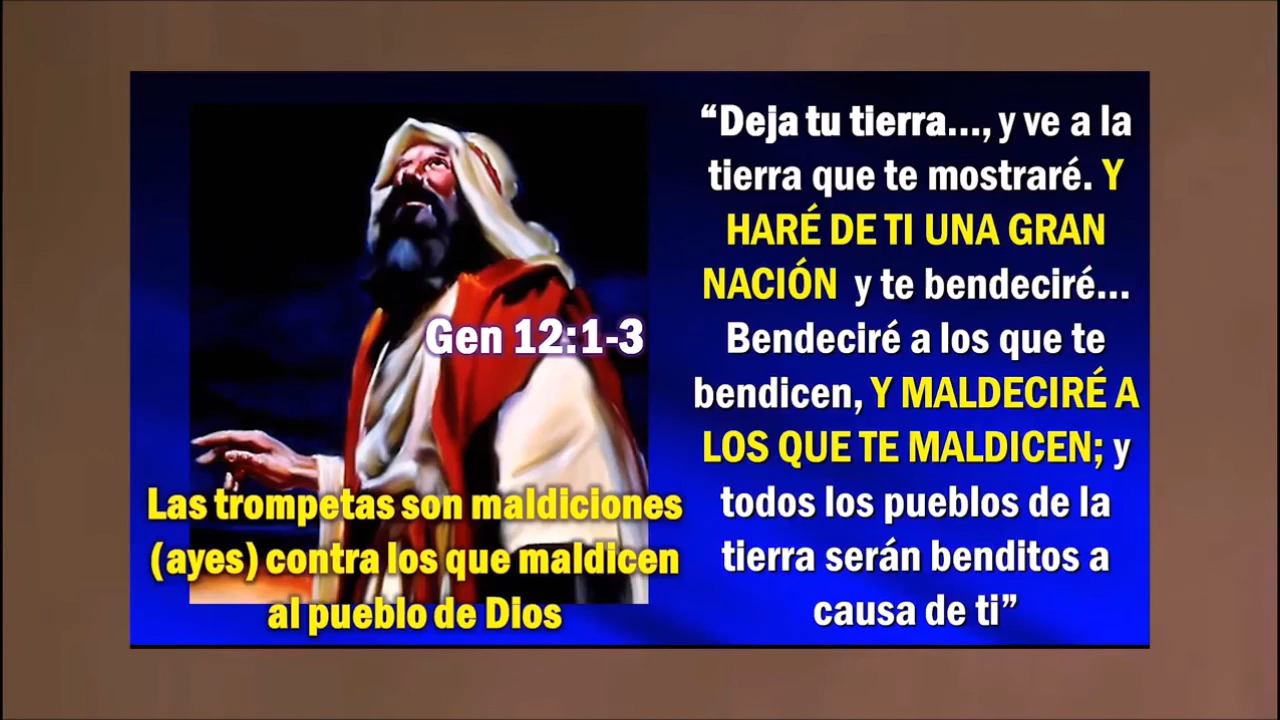 “Deja tu tierra..., y ve a la
tierra que te mostraré. Y
HARÉ DE TI UNA GRAN
NACIÓN y te bendeciré...
Bendeciré a los que te
bendicen, Y MALDECIRÉ A
LOS QUE TE MALDICEN; y
todos los pueblos de la
tierra serán benditos a
causa de ti”
Gen 12:1-3
Las trompetas son maldiciones
(ayes) contra los que maldicen
al pueblo de Dios